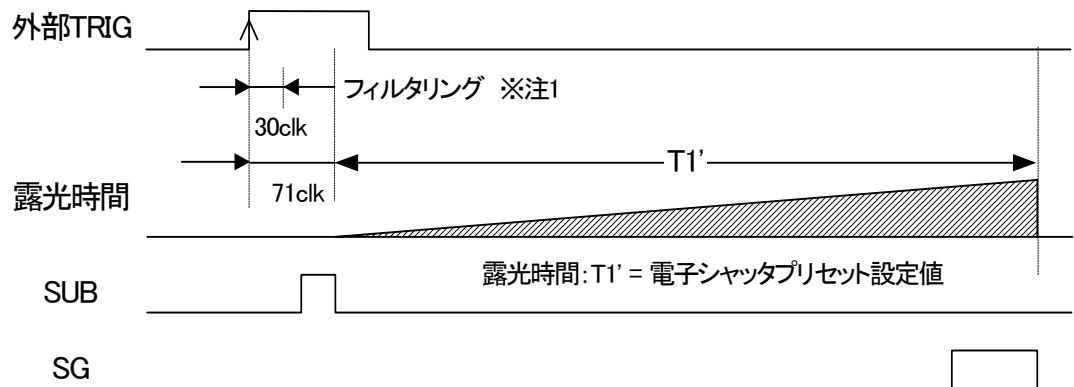 外部TRIG
フィルタリング ※注1
30clk
T1'
71clk
露光時間
露光時間：T1' = 電子シャッタプリセット設定値
SUB
SG